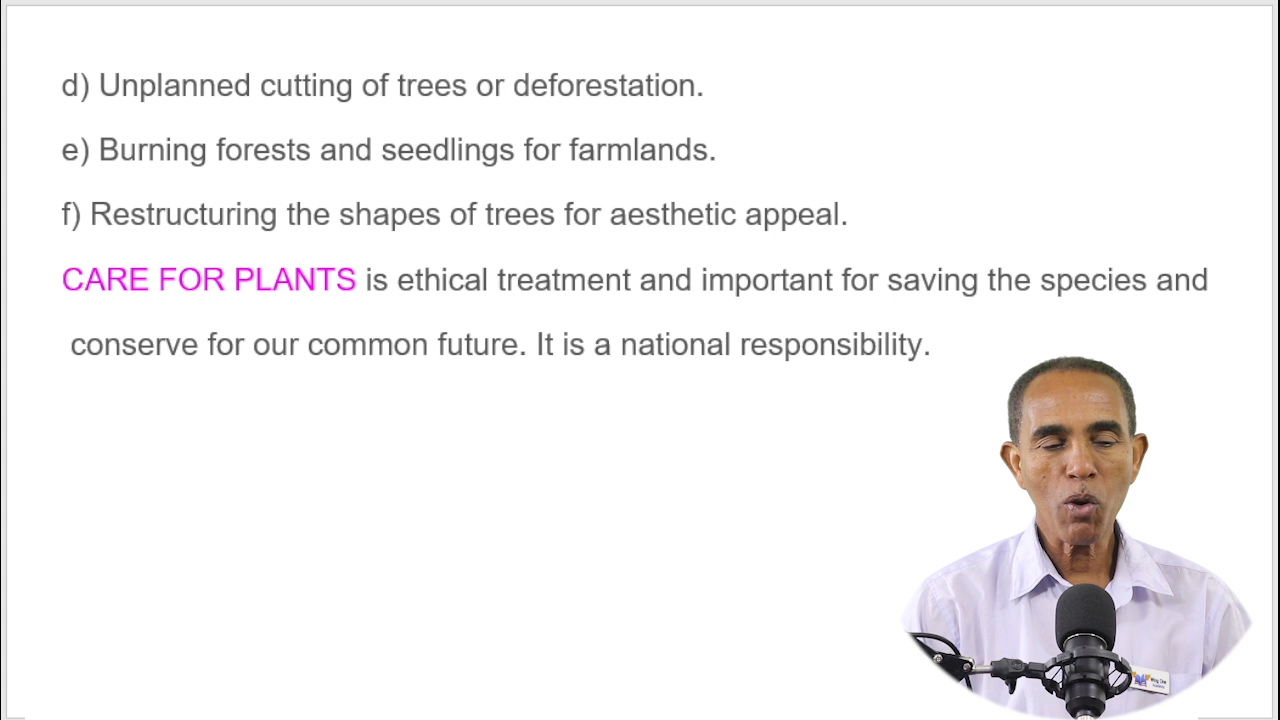 d) Unplanned cutting of trees or deforestation.
e) Burning forests and seedlings for farmlands.
f) Restructuring the shapes of trees for aesthetic appeal.
CARE FOR PLANTS is ethical treatment and important for saving the species and
conserve for our common future. It is a national responsibility.